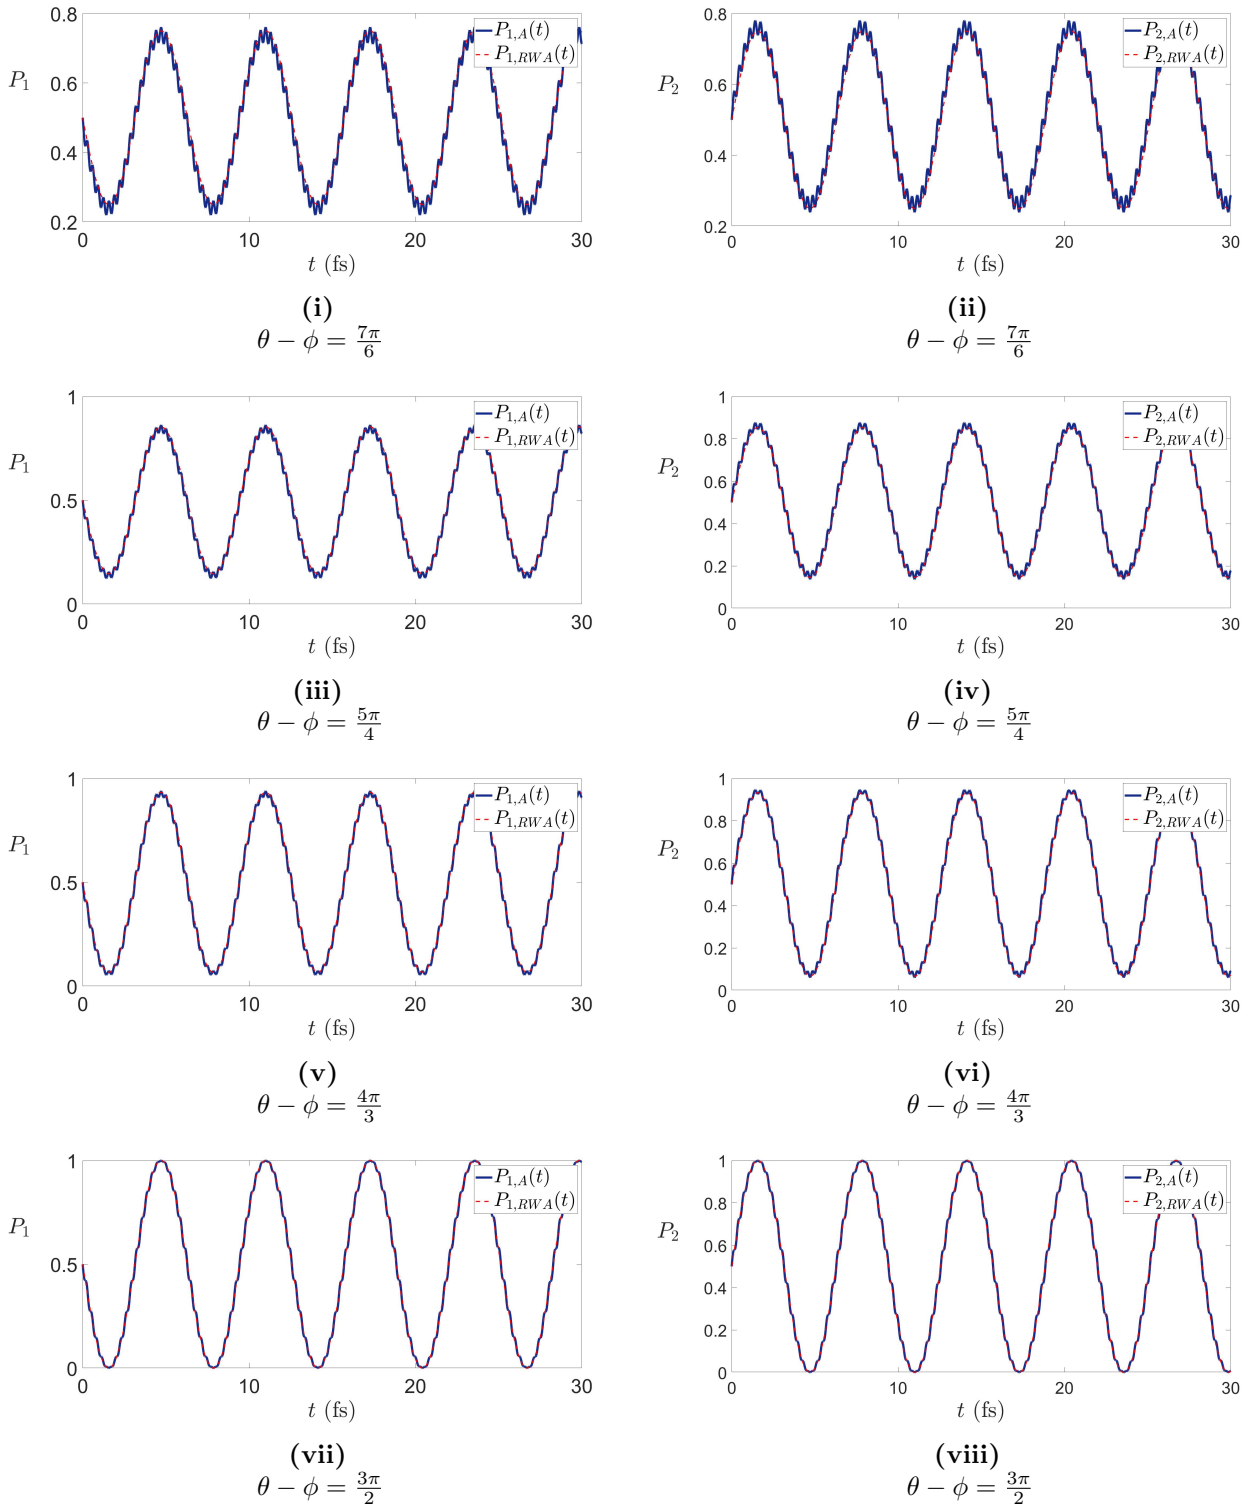 0.8
0.6
0.4
0.2
P₁
P₁,A(t)
P₁,RWA(t)
0 10 20 30
t (fs)
(i)
θ − ϕ = 7π/6
0.8
0.6
0.4
0.2
P₂
P₂,A(t)
P₂,RWA(t)
0 10 20 30
t (fs)
(ii)
θ − ϕ = 7π/6
1
0.5
0
P₁
P₁,A(t)
P₁,RWA(t)
0 10 20 30
t (fs)
(iii)
θ − ϕ = 5π/4
1
0.8
0.6
0.4
0.2
0
P₂
P₂,A(t)
P₂,RWA(t)
0 10 20 30
t (fs)
(iv)
θ − ϕ = 5π/4
1
0.5
0
P₁
P₁,A(t)
P₁,RWA(t)
0 10 20 30
t (fs)
(v)
θ − ϕ = 4π/3
1
0.8
0.6
0.4
0.2
0
P₂
P₂,A(t)
P₂,RWA(t)
0 10 20 30
t (fs)
(vi)
θ − ϕ = 4π/3
1
0.5
0
P₁
P₁,A(t)
P₁,RWA(t)
0 10 20 30
t (fs)
(vii)
θ − ϕ = 3π/2
1
0.8
0.6
0.4
0.2
0
P₂
P₂,A(t)
P₂,RWA(t)
0 10 20 30
t (fs)
(viii)
θ − ϕ = 3π/2